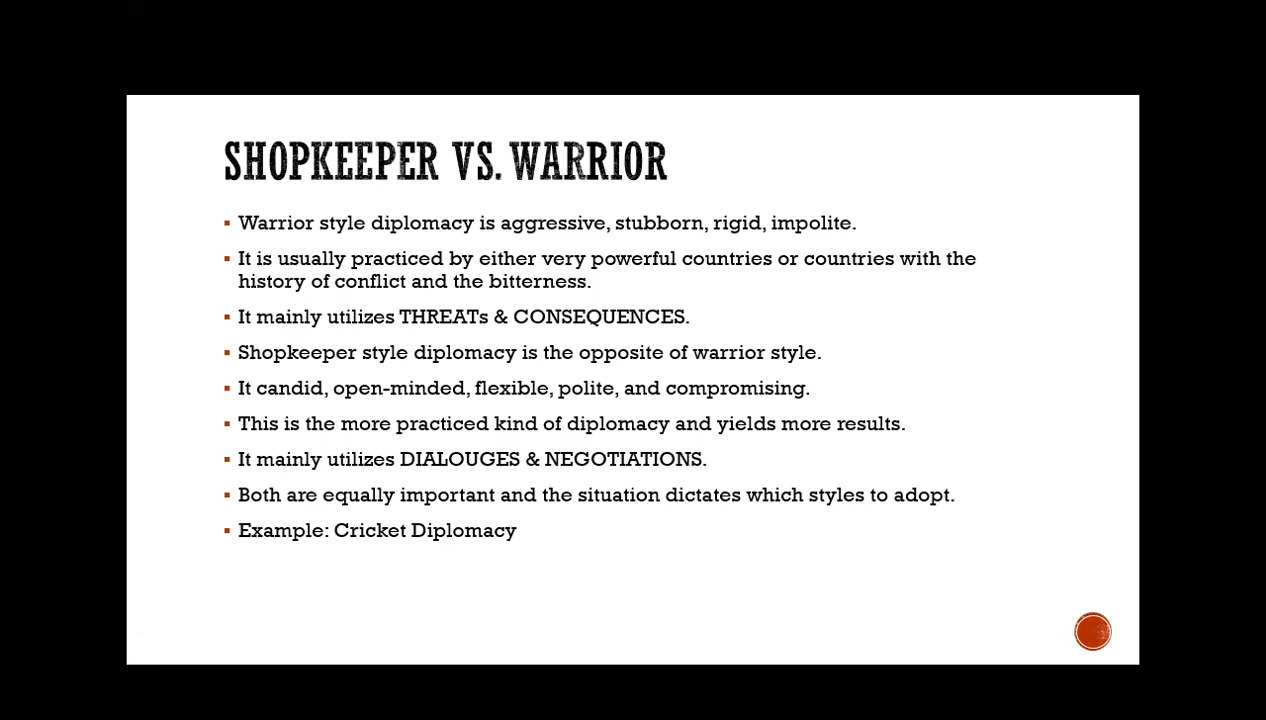 SHOPKEEPER VS. WARRIOR
▪ Warrior style diplomacy is aggressive, stubborn, rigid, impolite.
▪ It is usually practiced by either very powerful countries or countries with the
history of conflict and the bitterness.
▪ It mainly utilizes THREATs & CONSEQUENCES.
▪ Shopkeeper style diplomacy is the opposite of warrior style.
▪ It candid, open-minded, flexible, polite, and compromising.
▪ This is the more practiced kind of diplomacy and yields more results.
▪ It mainly utilizes DIALOUGES & NEGOTIATIONS.
▪ Both are equally important and the situation dictates which styles to adopt.
▪ Example: Cricket Diplomacy